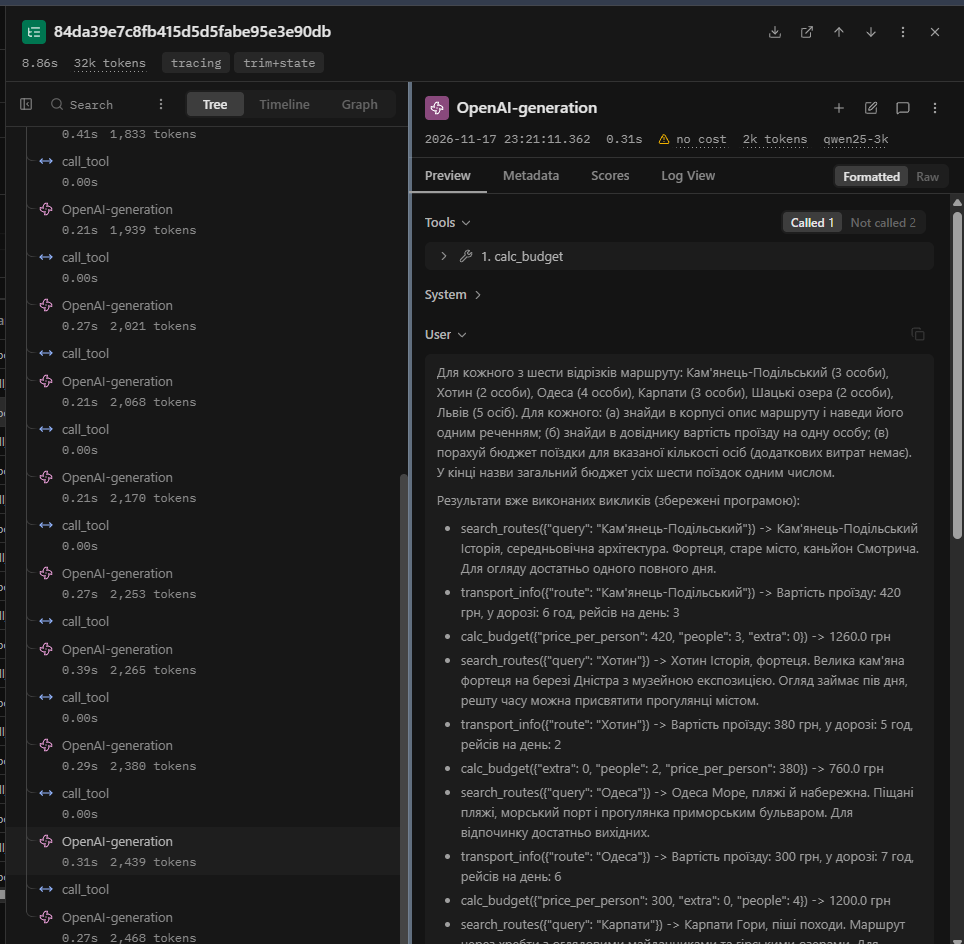 84da39e7c8fb415d5d5fabe95e3e90db
8.86s 32k tokens tracing trim+state
Search Tree Timeline Graph
0.41s 1,833 tokens
call_tool
0.00s
OpenAI-generation
0.21s 1,939 tokens
call_tool
0.00s
OpenAI-generation
0.27s 2,021 tokens
call_tool
OpenAI-generation
0.21s 2,068 tokens
call_tool
0.00s
OpenAI-generation
0.21s 2,170 tokens
call_tool
0.00s
OpenAI-generation
0.27s 2,253 tokens
call_tool
OpenAI-generation
0.39s 2,265 tokens
call_tool
0.00s
OpenAI-generation
0.29s 2,380 tokens
call_tool
0.00s
OpenAI-generation
0.31s 2,439 tokens
call_tool
OpenAI-generation
0.27s 2,468 tokens
OpenAI-generation
2026-11-17 23:21:11.362 0.31s no cost 2k tokens qwen25-3k
Preview Metadata Scores Log View Formatted Raw
Tools Called 1 Not called 2
1. calc_budget
System
User
Для кожного з шести відрізків маршруту: Кам'янець-Подільський (3 особи),
Хотин (2 особи), Одеса (4 особи), Карпати (3 особи), Шацькі озера (2 особи),
Львів (5 осіб). Для кожного: (а) знайди в корпусі опис маршруту і наведи його
одним реченням; (б) знайди в довіднику вартість проїзду на одну особу; (в)
порахуй бюджет поїздки для вказаної кількості осіб (додаткових витрат немає).
У кінці назви загальний бюджет усіх шести поїздок одним числом.
Результати вже виконаних викликів (збережені програмою):
search_routes({"query": "Кам'янець-Подільський"}) -> Кам'янець-Подільський
Історія, середньовічна архітектура. Фортеця, старе місто, каньйон Смотрича.
Для огляду достатньо одного повного дня.
transport_info({"route": "Кам'янець-Подільський"}) -> Вартість проїзду: 420
грн, у дорозі: 6 год, рейсів на день: 3
calc_budget({"price_per_person": 420, "people": 3, "extra": 0}) -> 1260.0 грн
search_routes({"query": "Хотин"}) -> Хотин Історія, фортеця. Велика кам'яна
фортеця на березі Дністра з музейною експозицією. Огляд займає пів дня,
решту часу можна присвятити прогулянці містом.
transport_info({"route": "Хотин"}) -> Вартість проїзду: 380 грн, у дорозі: 5 год,
рейсів на день: 2
calc_budget({"extra": 0, "people": 2, "price_per_person": 380}) -> 760.0 грн
search_routes({"query": "Одеса"}) -> Одеса Море, пляжі й набережна. Піщані
пляжі, морський порт і прогулянка приморським бульваром. Для
відпочинку достатньо вихідних.
transport_info({"route": "Одеса"}) -> Вартість проїзду: 300 грн, у дорозі: 7 год,
рейсів на день: 6
calc_budget({"price_per_person": 300, "extra": 0, "people": 4}) -> 1200.0 грн
search_routes({"query": "Карпати"}) -> Карпати Гори, піші походи. Маршрут
через хребти з оглядовими майданчиками та гірськими озерами. Для